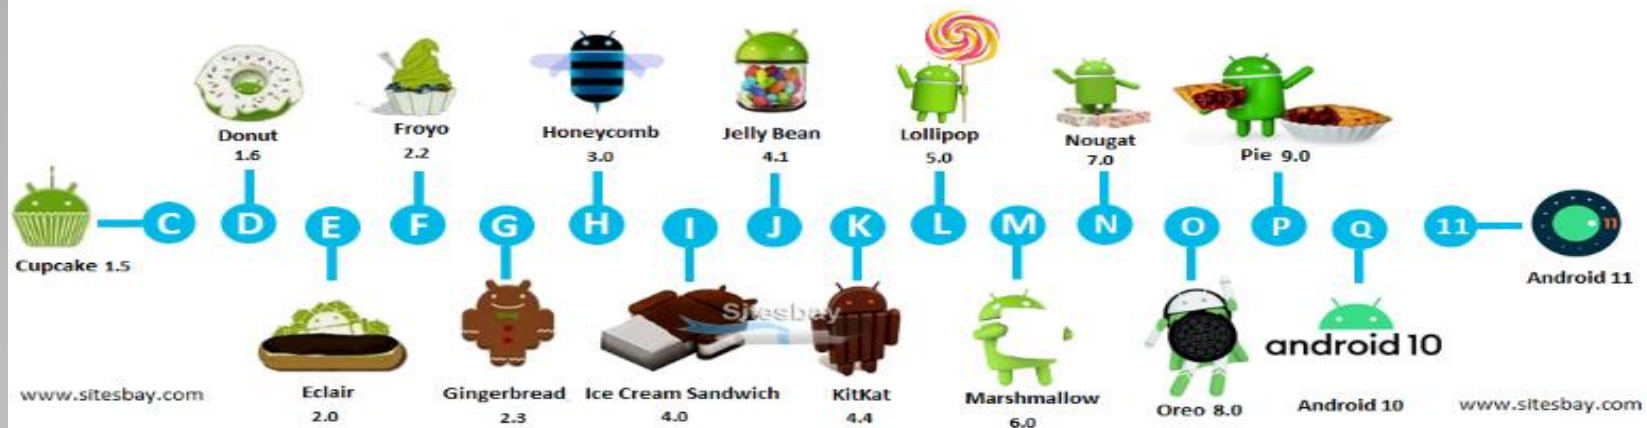 Donut
1.6
Froyo
2.2
Honeycomb
3.0
Jelly Bean
4.1
Lollipop
5.0
Nougat
7.0
Pie 9.0
C
D
E
F
G
H
I
J
K
L
M
N
O
P
Q
11
11
Cupcake 1.5
Android 11
Sitesbay
android 10
www.sitesbay.com
Eclair
2.0
Gingerbread
2.3
Ice Cream Sandwich
4.0
KitKat
4.4
Marshmallow
6.0
Oreo 8.0
Android 10
www.sitesbay.com